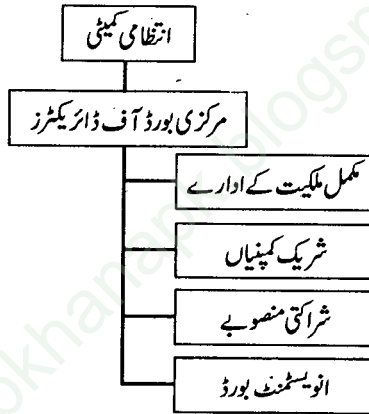 انتظامی کمیٹی
مرکزی بورڈ آف ڈائریکٹرز
مکمل ملکیت کے ادارے
شریک کمپنیاں
شراکتی منصوبے
انویسٹمنٹ بورڈ